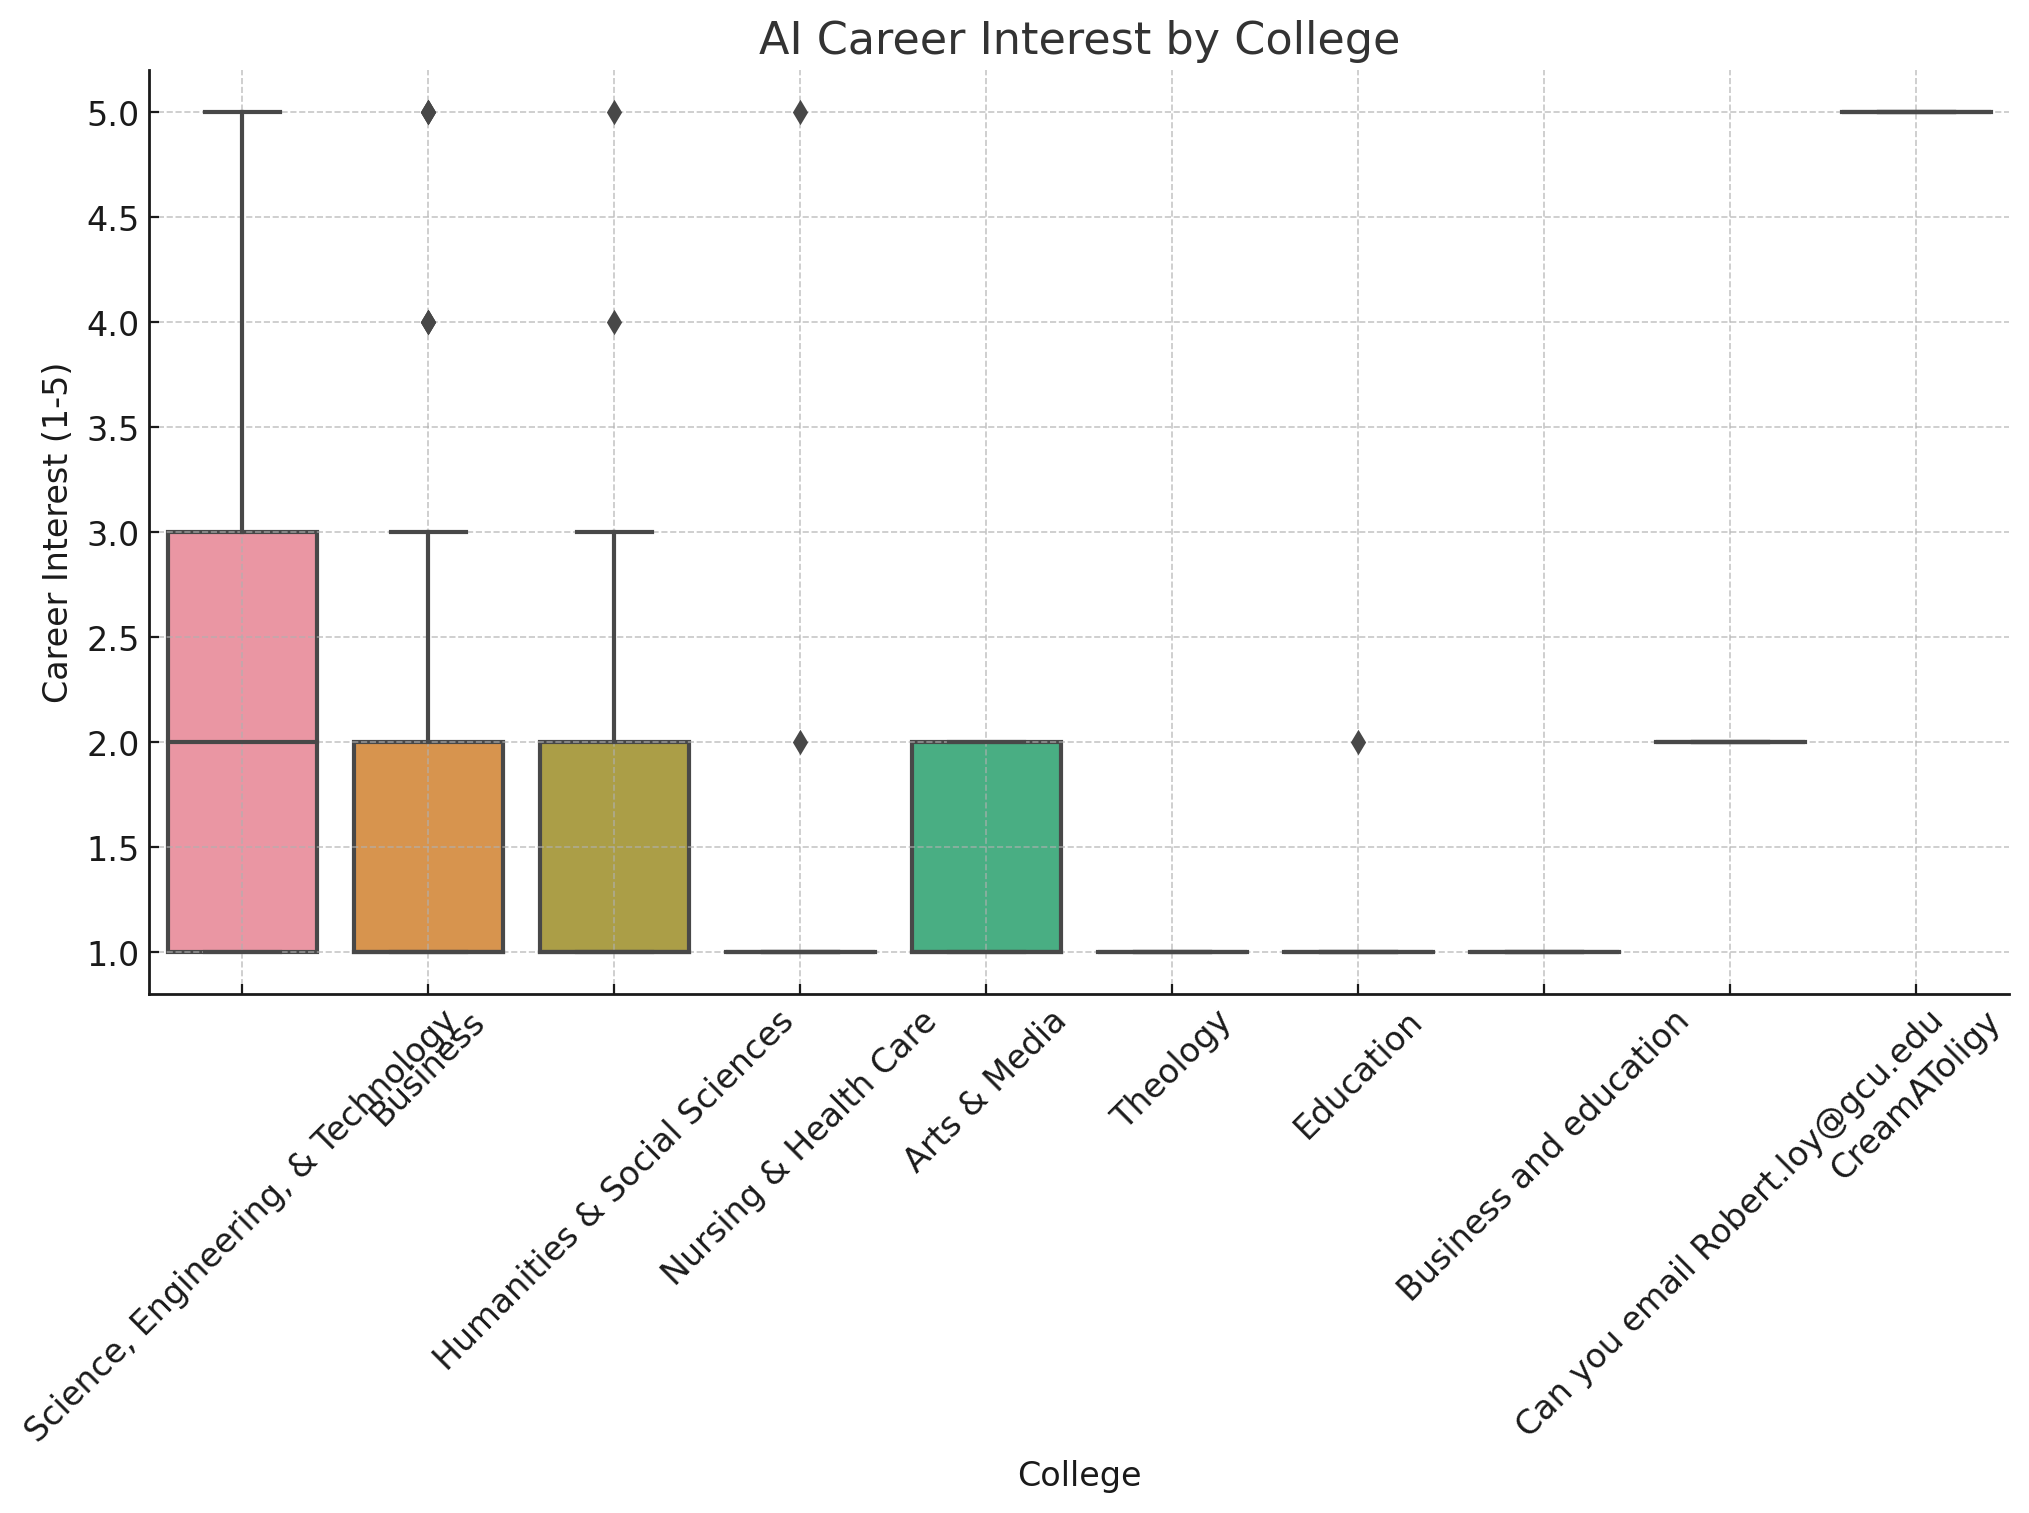 AI Career Interest by College
Career Interest (1-5)
5.0
4.5
4.0
3.5
3.0
2.5
2.0
1.5
1.0
Science, Engineering, & Technology
Business
Humanities & Social Sciences
Nursing & Health Care
Arts & Media
Theology
Education
Business and education
Can you email Robert.loy@gcu.edu
CreamAToligy
College